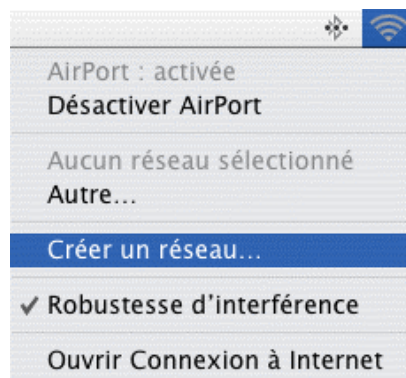 AirPort : activée
Désactiver AirPort
Aucun réseau sélectionné
Autre...
Créer un réseau...
Robustesse d'interférence
Ouvrir Connexion à Internet